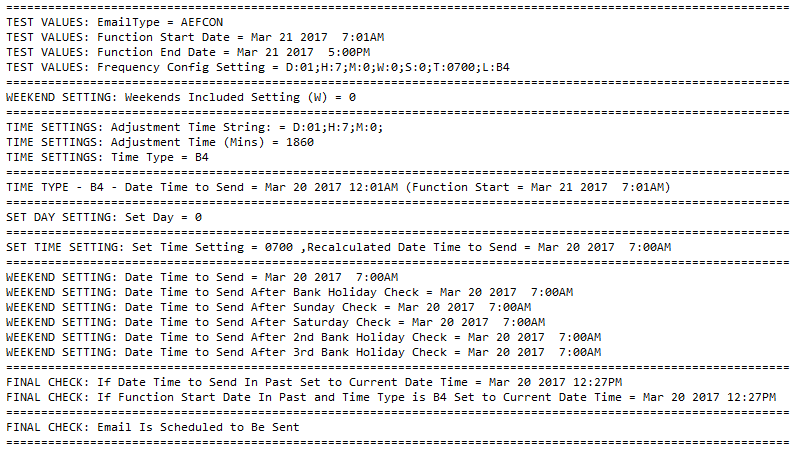 ================================================================================================================
TEST VALUES: EmailType = AEFCON
TEST VALUES: Function Start Date = Mar 21 2017  7:01AM
TEST VALUES: Function End Date = Mar 21 2017  5:00PM
TEST VALUES: Frequency Config Setting = D:01;H:7;M:0;W:0;S:0;T:0700;L:B4
================================================================================================================
WEEKEND SETTING: Weekends Included Setting (W) = 0
================================================================================================================
TIME SETTINGS: Adjustment Time String: = D:01;H:7;M:0;
TIME SETTINGS: Adjustment Time (Mins) = 1860
TIME SETTINGS: Time Type = B4
================================================================================================================
TIME TYPE - B4 - Date Time to Send = Mar 20 2017 12:01AM (Function Start = Mar 21 2017  7:01AM)
================================================================================================================
SET DAY SETTING: Set Day = 0
================================================================================================================
SET TIME SETTING: Set Time Setting = 0700 ,Recalculated Date Time to Send = Mar 20 2017  7:00AM
================================================================================================================
WEEKEND SETTING: Date Time to Send = Mar 20 2017  7:00AM
WEEKEND SETTING: Date Time to Send After Bank Holiday Check = Mar 20 2017  7:00AM
WEEKEND SETTING: Date Time to Send After Sunday Check = Mar 20 2017  7:00AM
WEEKEND SETTING: Date Time to Send After Saturday Check = Mar 20 2017  7:00AM
WEEKEND SETTING: Date Time to Send After 2nd Bank Holiday Check = Mar 20 2017  7:00AM
WEEKEND SETTING: Date Time to Send After 3rd Bank Holiday Check = Mar 20 2017  7:00AM
================================================================================================================
FINAL CHECK: If Date Time to Send In Past Set to Current Date Time = Mar 20 2017 12:27PM
FINAL CHECK: If Function Start Date In Past and Time Type is B4 Set to Current Date Time = Mar 20 2017 12:27PM
================================================================================================================
FINAL CHECK: Email Is Scheduled to Be Sent
================================================================================================================